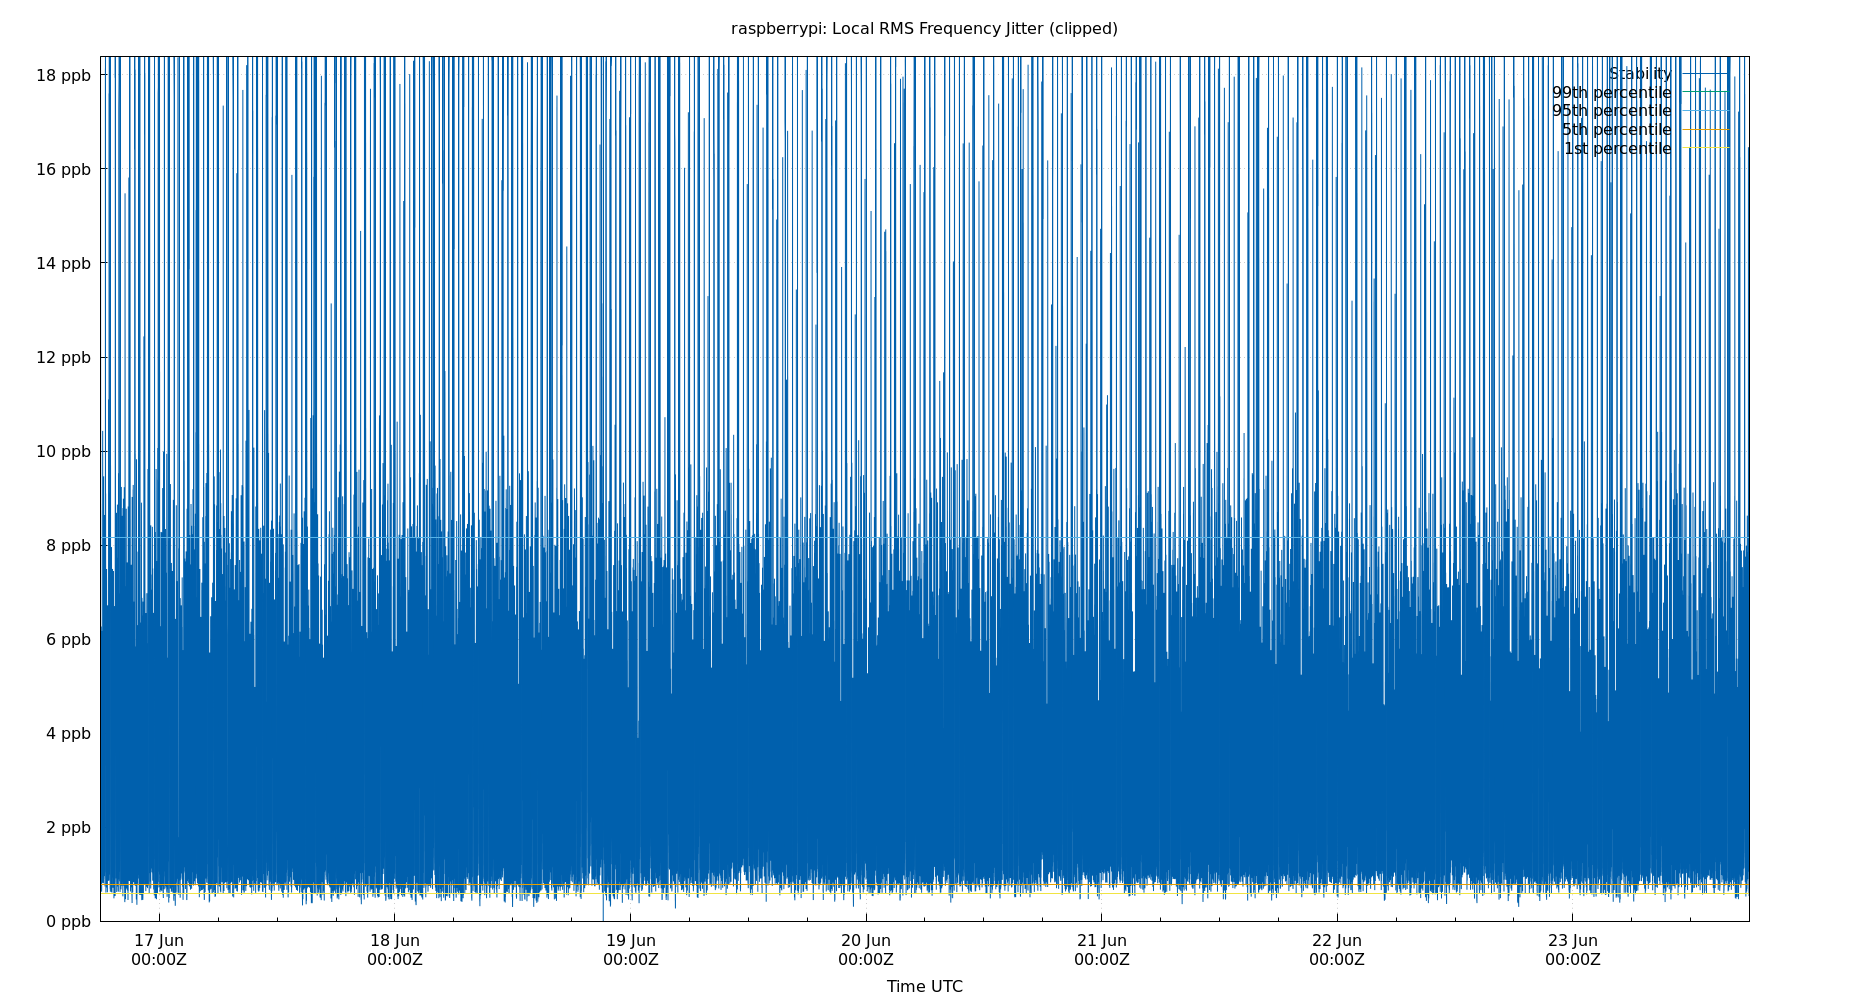 raspberrypi: Local RMS Frequency Jitter (clipped)
18 ppb
16 ppb
14 ppb
12 ppb
10 ppb
8 ppb
6 ppb
4 ppb
2 ppb
0 ppb
Stability
99th percentile
95th percentile
5th percentile
1st percentile
17 Jun
00:00Z
18 Jun
00:00Z
19 Jun
00:00Z
20 Jun
00:00Z
21 Jun
00:00Z
22 Jun
00:00Z
23 Jun
00:00Z
Time UTC